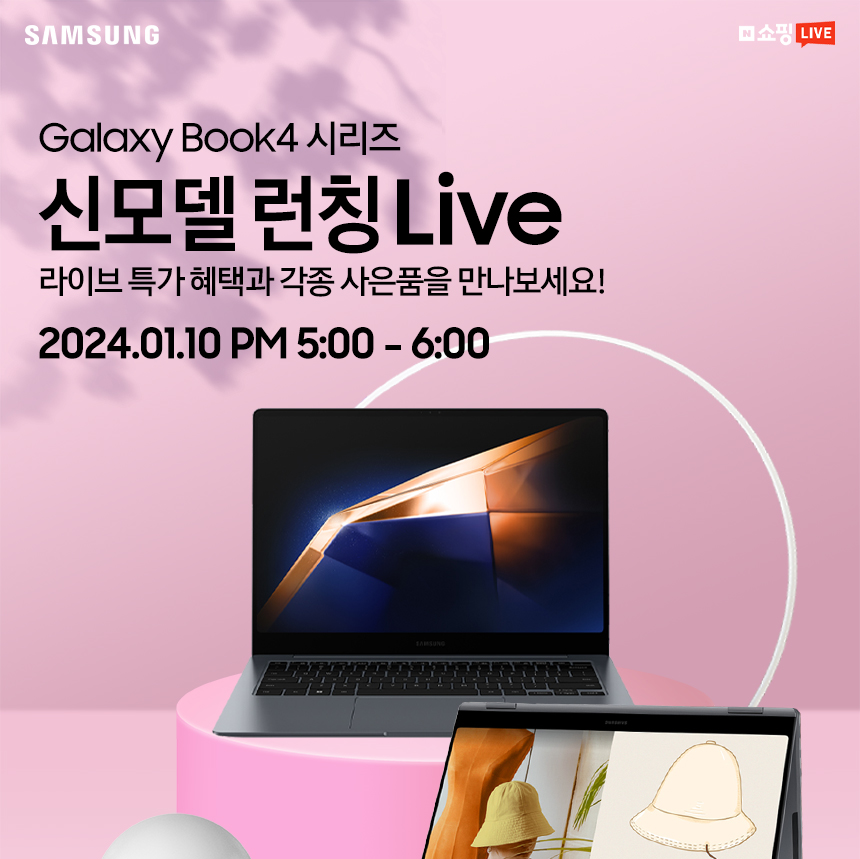 SAMSUNG
N 쇼핑 LIVE
Galaxy Book4 시리즈
신모델 런칭 Live
라이브 특가 혜택과 각종 사은품을 만나보세요!
2024.01.10 PM 5:00 - 6:00
SAMSUNG
SAMSUNG